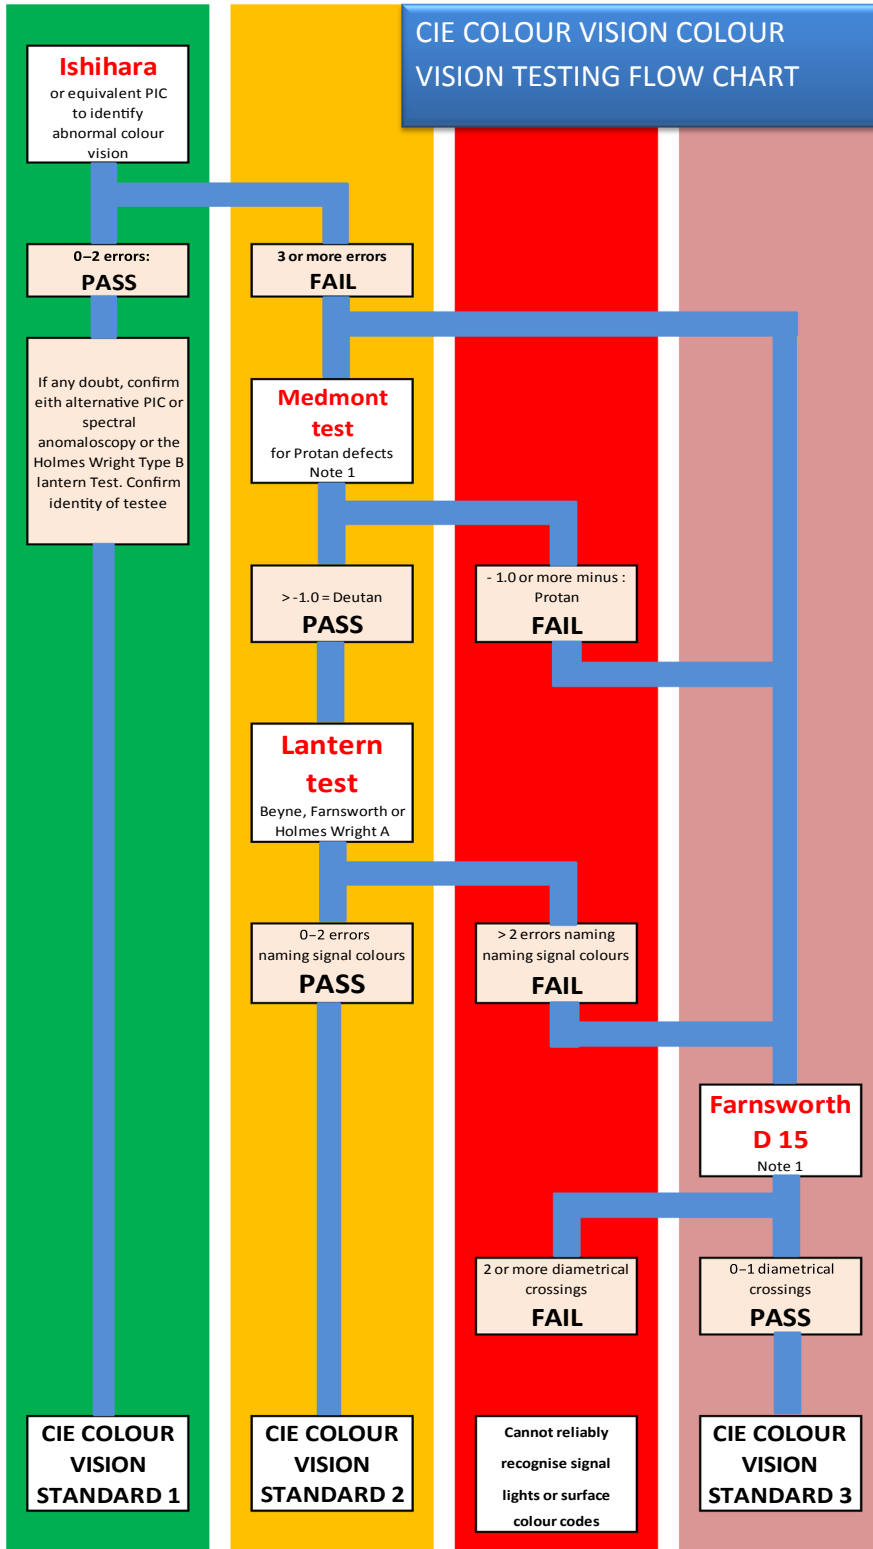 CIE COLOUR VISION COLOUR
VISION TESTING FLOW CHART
Ishihara
or equivalent PIC
to identify
abnormal colour
vision
0–2 errors:
PASS
3 or more errors
FAIL
If any doubt, confirm
eith alternative PIC or
spectral
anomaloscopy or the
Holmes Wright Type B
lantern Test. Confirm
identity of testee
Medmont
test
for Protan defects
Note 1
> -1.0 = Deutan
PASS
- 1.0 or more minus :
Protan
FAIL
Lantern
test
Beyne, Farnsworth or
Holmes Wright A
0–2 errors
naming signal colours
PASS
> 2 errors naming
naming signal colours
FAIL
Farnsworth
D 15
Note 1
2 or more diametrical
crossings
FAIL
0–1 diametrical
crossings
PASS
CIE COLOUR
VISION
STANDARD 1
CIE COLOUR
VISION
STANDARD 2
Cannot reliably
recognise signal
lights or surface
colour codes
CIE COLOUR
VISION
STANDARD 3